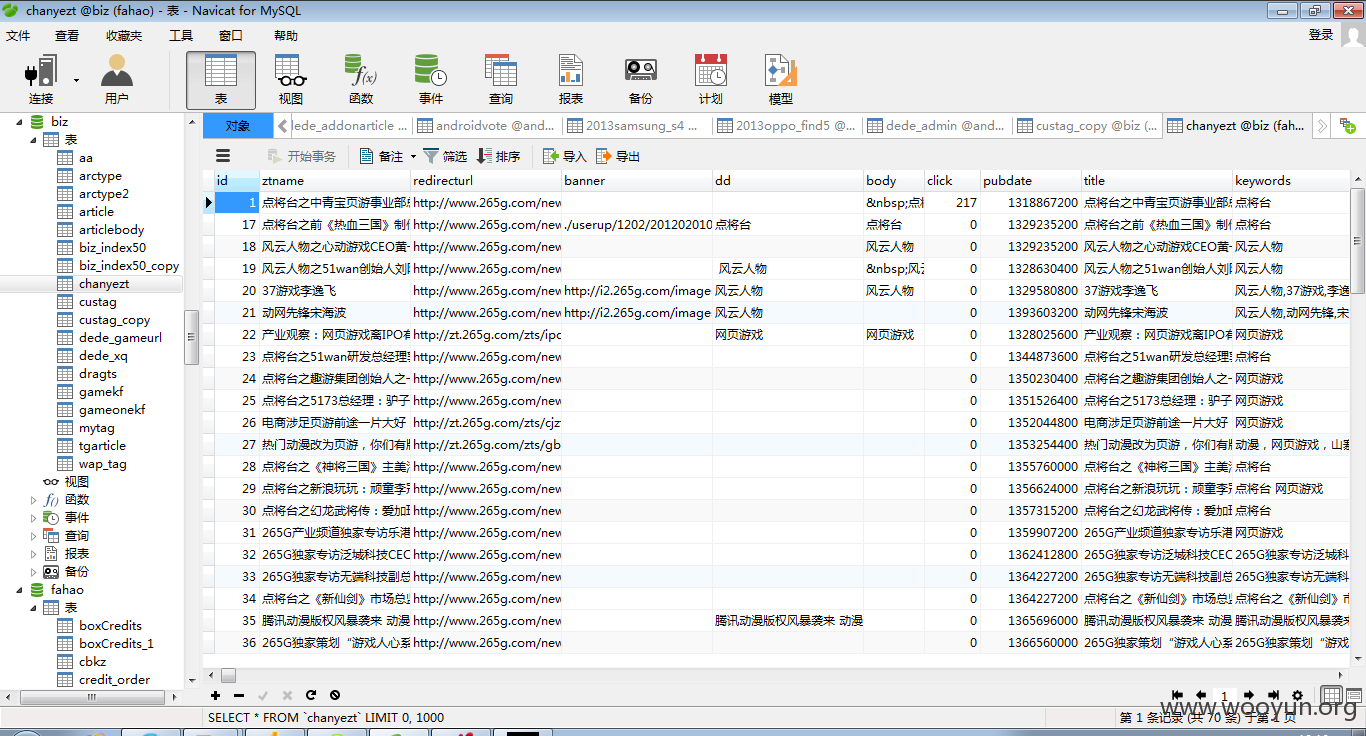 chanyezt @biz (fahao) - 表 - Navicat for MySQL
文件 查看 收藏夹 工具 窗口 帮助 登录
连接 用户 表 视图 函数 事件 查询 报表 备份 计划 模型
对象 dede_addonarticle ... androidvote @and... 2013samsung_s4 ... 2013oppo_find5 @... dede_admin @and... custag_copy @biz (... chanyezt @biz (fah...
开始事务 备注 筛选 排序 导入 导出
biz
表
aa
arctype
arctype2
article
articlebody
biz_index50
biz_index50_copy
chanyezt
custag
custag_copy
dede_gameurl
dede_xq
dragts
gamekf
gameonekf
mytag
tgarticle
wap_tag
视图
函数
事件
查询
报表
备份
fahao
表
boxCredits
boxCredits_1
cbkz
credit_order
id ztname redirecturl banner dd body click pubdate title keywords
1 点将台之中青宝页游事业部总 http://www.265g.com/new &nbsp;点将 217 1318867200 点将台之中青宝页游事业部 点将台
17 点将台之前《热血三国》制作 http://www.265g.com/new ./userup/1202/201202010 点将台 点将台 0 1329235200 点将台之前《热血三国》制作 点将台
18 风云人物之心动游戏CEO黄一 http://www.265g.com/new 风云人物 0 1329235200 风云人物之心动游戏CEO黄一 风云人物
19 风云人物之51wan创始人刘阳 http://www.265g.com/new 风云人物 &nbsp;风云 0 1328630400 风云人物之51wan创始人刘阳 风云人物
20 37游戏李逸飞 http://www.265g.com/new http://i2.265g.com/image 风云人物 风云人物 0 1329580800 37游戏李逸飞 风云人物,37游戏,李逸
21 动网先锋宋海波 http://www.265g.com/new http://i2.265g.com/image 风云人物 0 1393603200 动网先锋宋海波 风云人物,动网先锋,宋
22 产业观察：网页游戏离IPO有 http://zt.265g.com/zts/ipo 网页游戏 网页游戏 0 1328025600 产业观察：网页游戏离IPO有 网页游戏
23 点将台之51wan研发总经理 http://www.265g.com/new 0 1344873600 点将台之51wan研发总经理 点将台
24 点将台之趣游集团创始人之一 http://www.265g.com/new 0 1350230400 点将台之趣游集团创始人之一 网页游戏
25 点将台之5173总经理：驴子 http://www.265g.com/new 0 1351526400 点将台之5173总经理：驴子 网页游戏
26 电商涉足页游前途一片大好 http://zt.265g.com/zts/cjz 0 1352044800 电商涉足页游前途一片大好 网页游戏
27 热门动漫改为页游，你们有版 http://zt.265g.com/zts/gb 0 1353254400 热门动漫改为页游，你们有版 动漫，网页游戏，山寨
28 点将台之《神将三国》主美 http://www.265g.com/new 0 1355760000 点将台之《神将三国》主美 点将台
29 点将台之新浪玩玩：顽童李 http://www.265g.com/new 0 1356624000 点将台之新浪玩玩：顽童李 点将台 网页游戏
30 点将台之幻龙武将传：爱加 http://www.265g.com/new 0 1357315200 点将台之幻龙武将传：爱加 点将台
31 265G产业频道独家专访乐港 http://www.265g.com/new 0 1359907200 265G产业频道独家专访乐港 网页游戏
32 265G独家专访泛城科技CEO http://www.265g.com/new 0 1362412800 265G独家专访泛城科技CEO 265G独家专访泛城科技
33 265G独家专访无端科技副总 http://www.265g.com/new 0 1364227200 265G独家专访无端科技副总 265G独家专访无端科技
34 点将台之《新仙剑》市场总监 http://www.265g.com/new 0 1364227200 点将台之《新仙剑》市场总监 点将台之《新仙剑》市
35 腾讯动漫版权风暴袭来 动漫 http://www.265g.com/new 腾讯动漫版权风暴袭来 动漫 0 1365696000 腾讯动漫版权风暴袭来 动漫 腾讯动漫版权风暴袭来
36 265G独家策划“游戏人心系 http://www.265g.com/new 0 1366560000 265G独家策划“游戏人心系 265G独家策划“游戏
1
SELECT * FROM `chanyezt` LIMIT 0, 1000 第 1 条记录 (共 70 条) 于第 1 页
www.wooyun.org